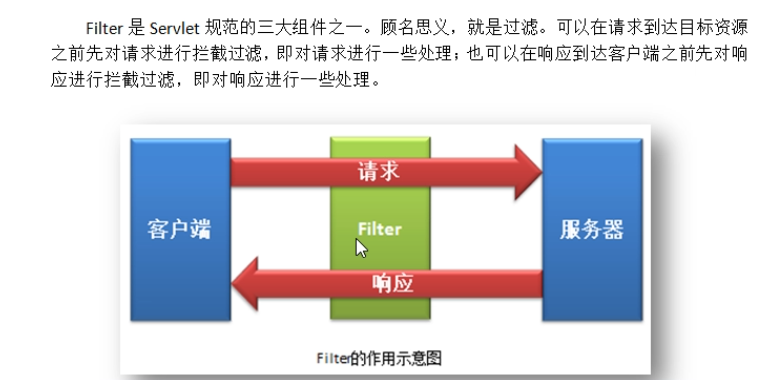 Filter 是 Servlet 规范的三大组件之一。顾名思义，就是过滤。可以在请求到达目标资源
之前先对请求进行拦截过滤，即对请求进行一些处理；也可以在响应到达客户端之前先对响
应进行拦截过滤，即对响应进行一些处理。
请求
客户端
Filter
服务器
响应
Filter的作用示意图